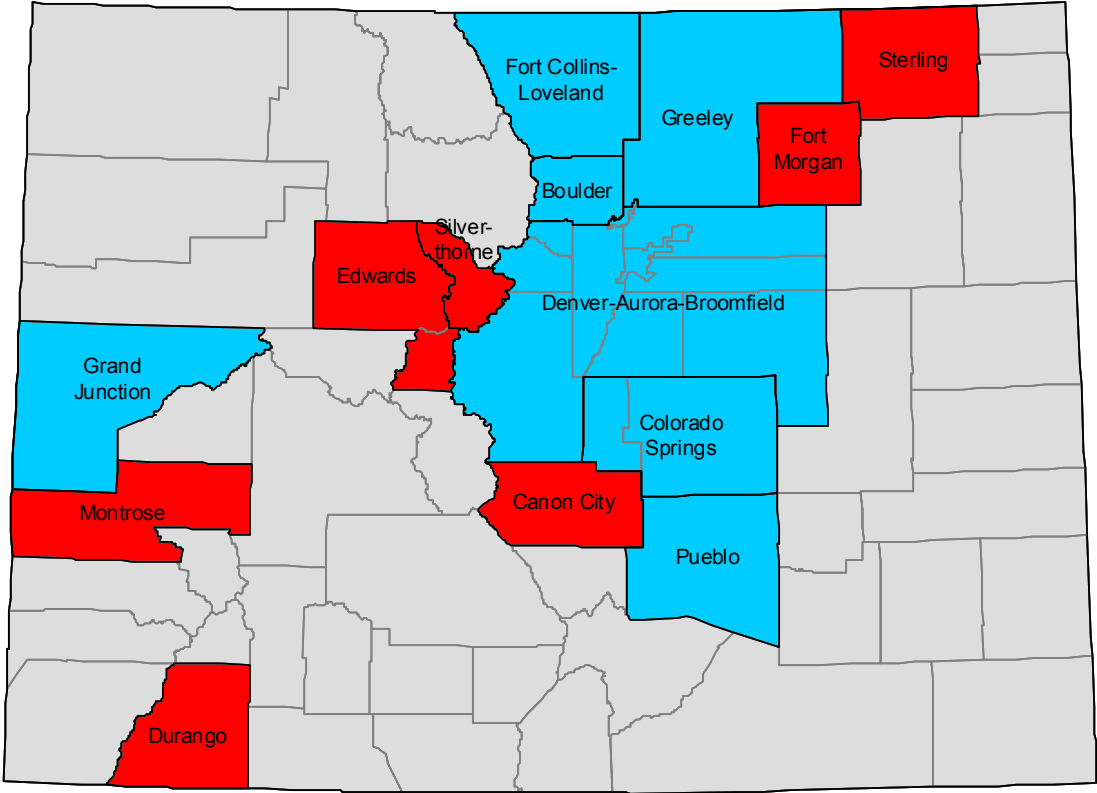 Sterling
Fort Collins-
Loveland
Greeley
Fort
Morgan
Boulder
Silver-
thorne
Edwards
Denver-Aurora-Broomfield
Grand
Junction
Colorado
Springs
Canon City
Montrose
Pueblo
Durango